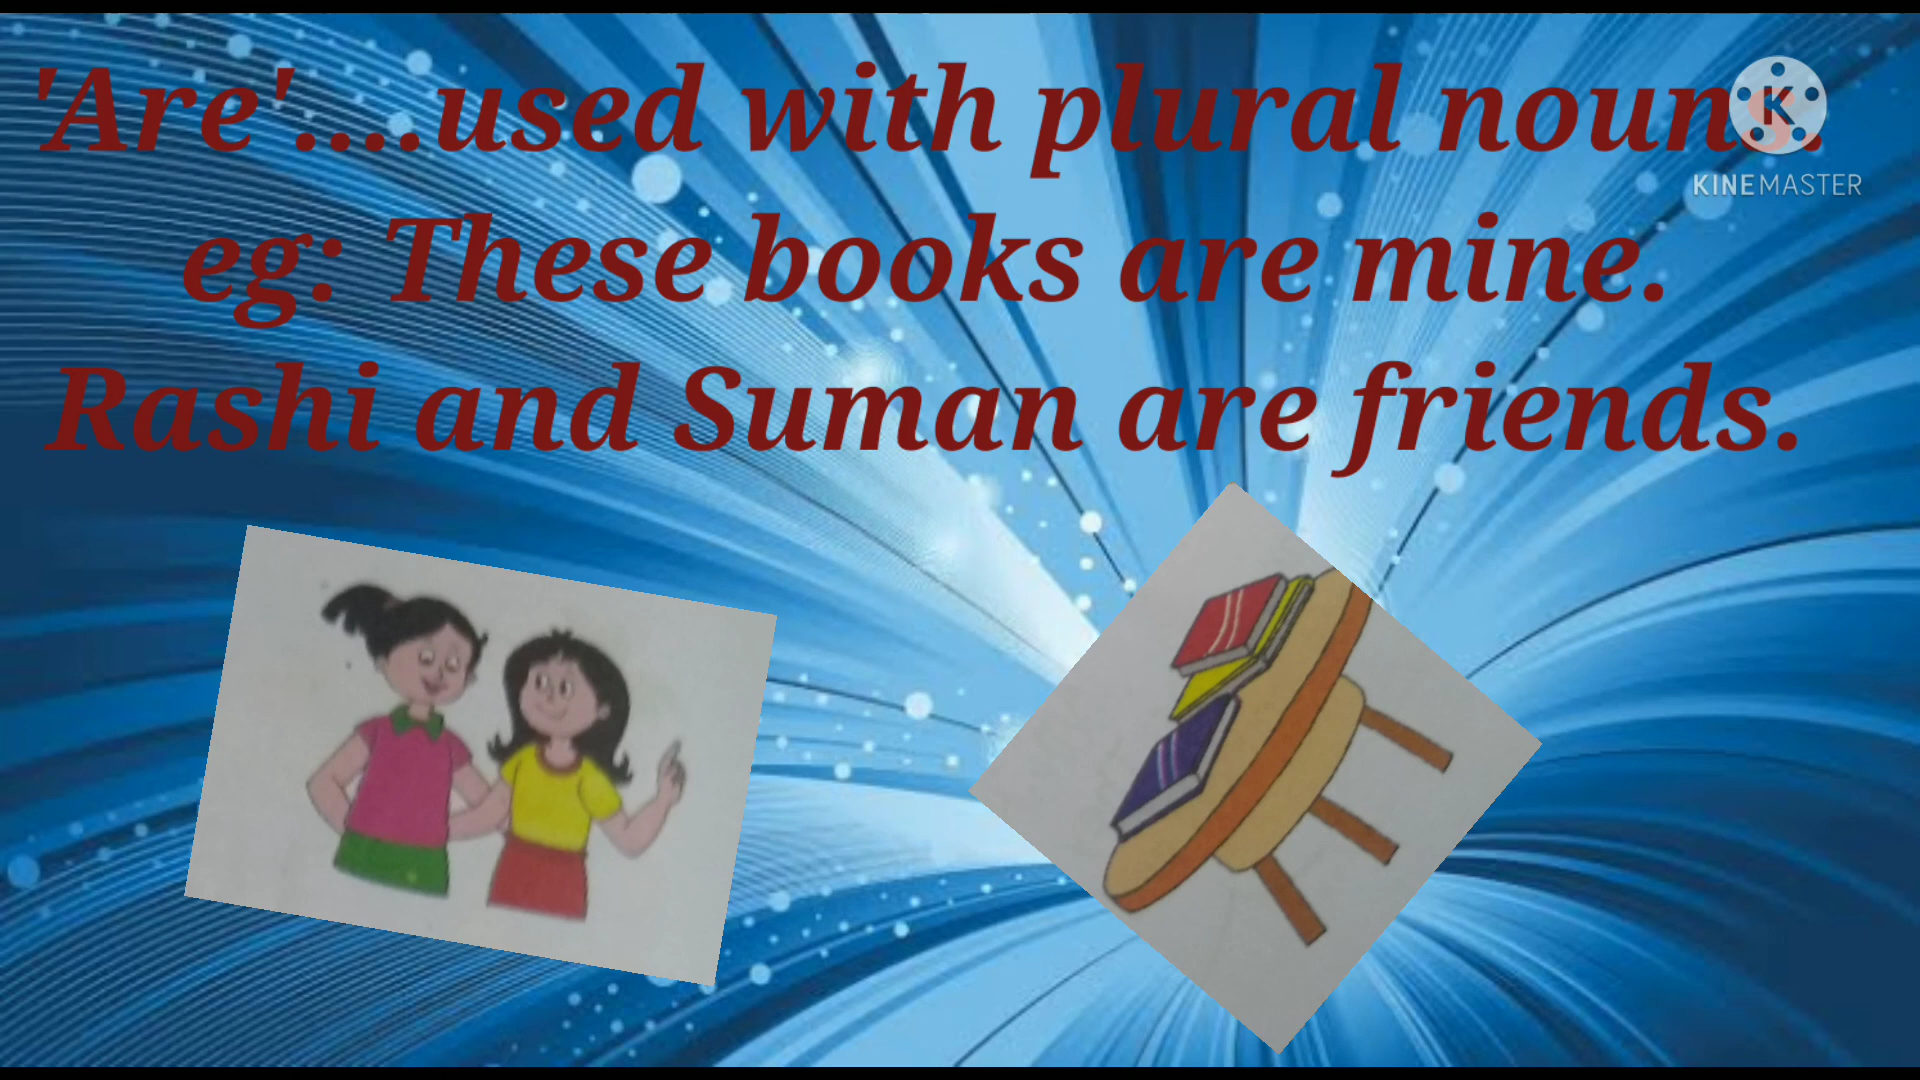 'Are'....used with plural nouns.
eg: These books are mine.
Rashi and Suman are friends.
K
KINEMASTER